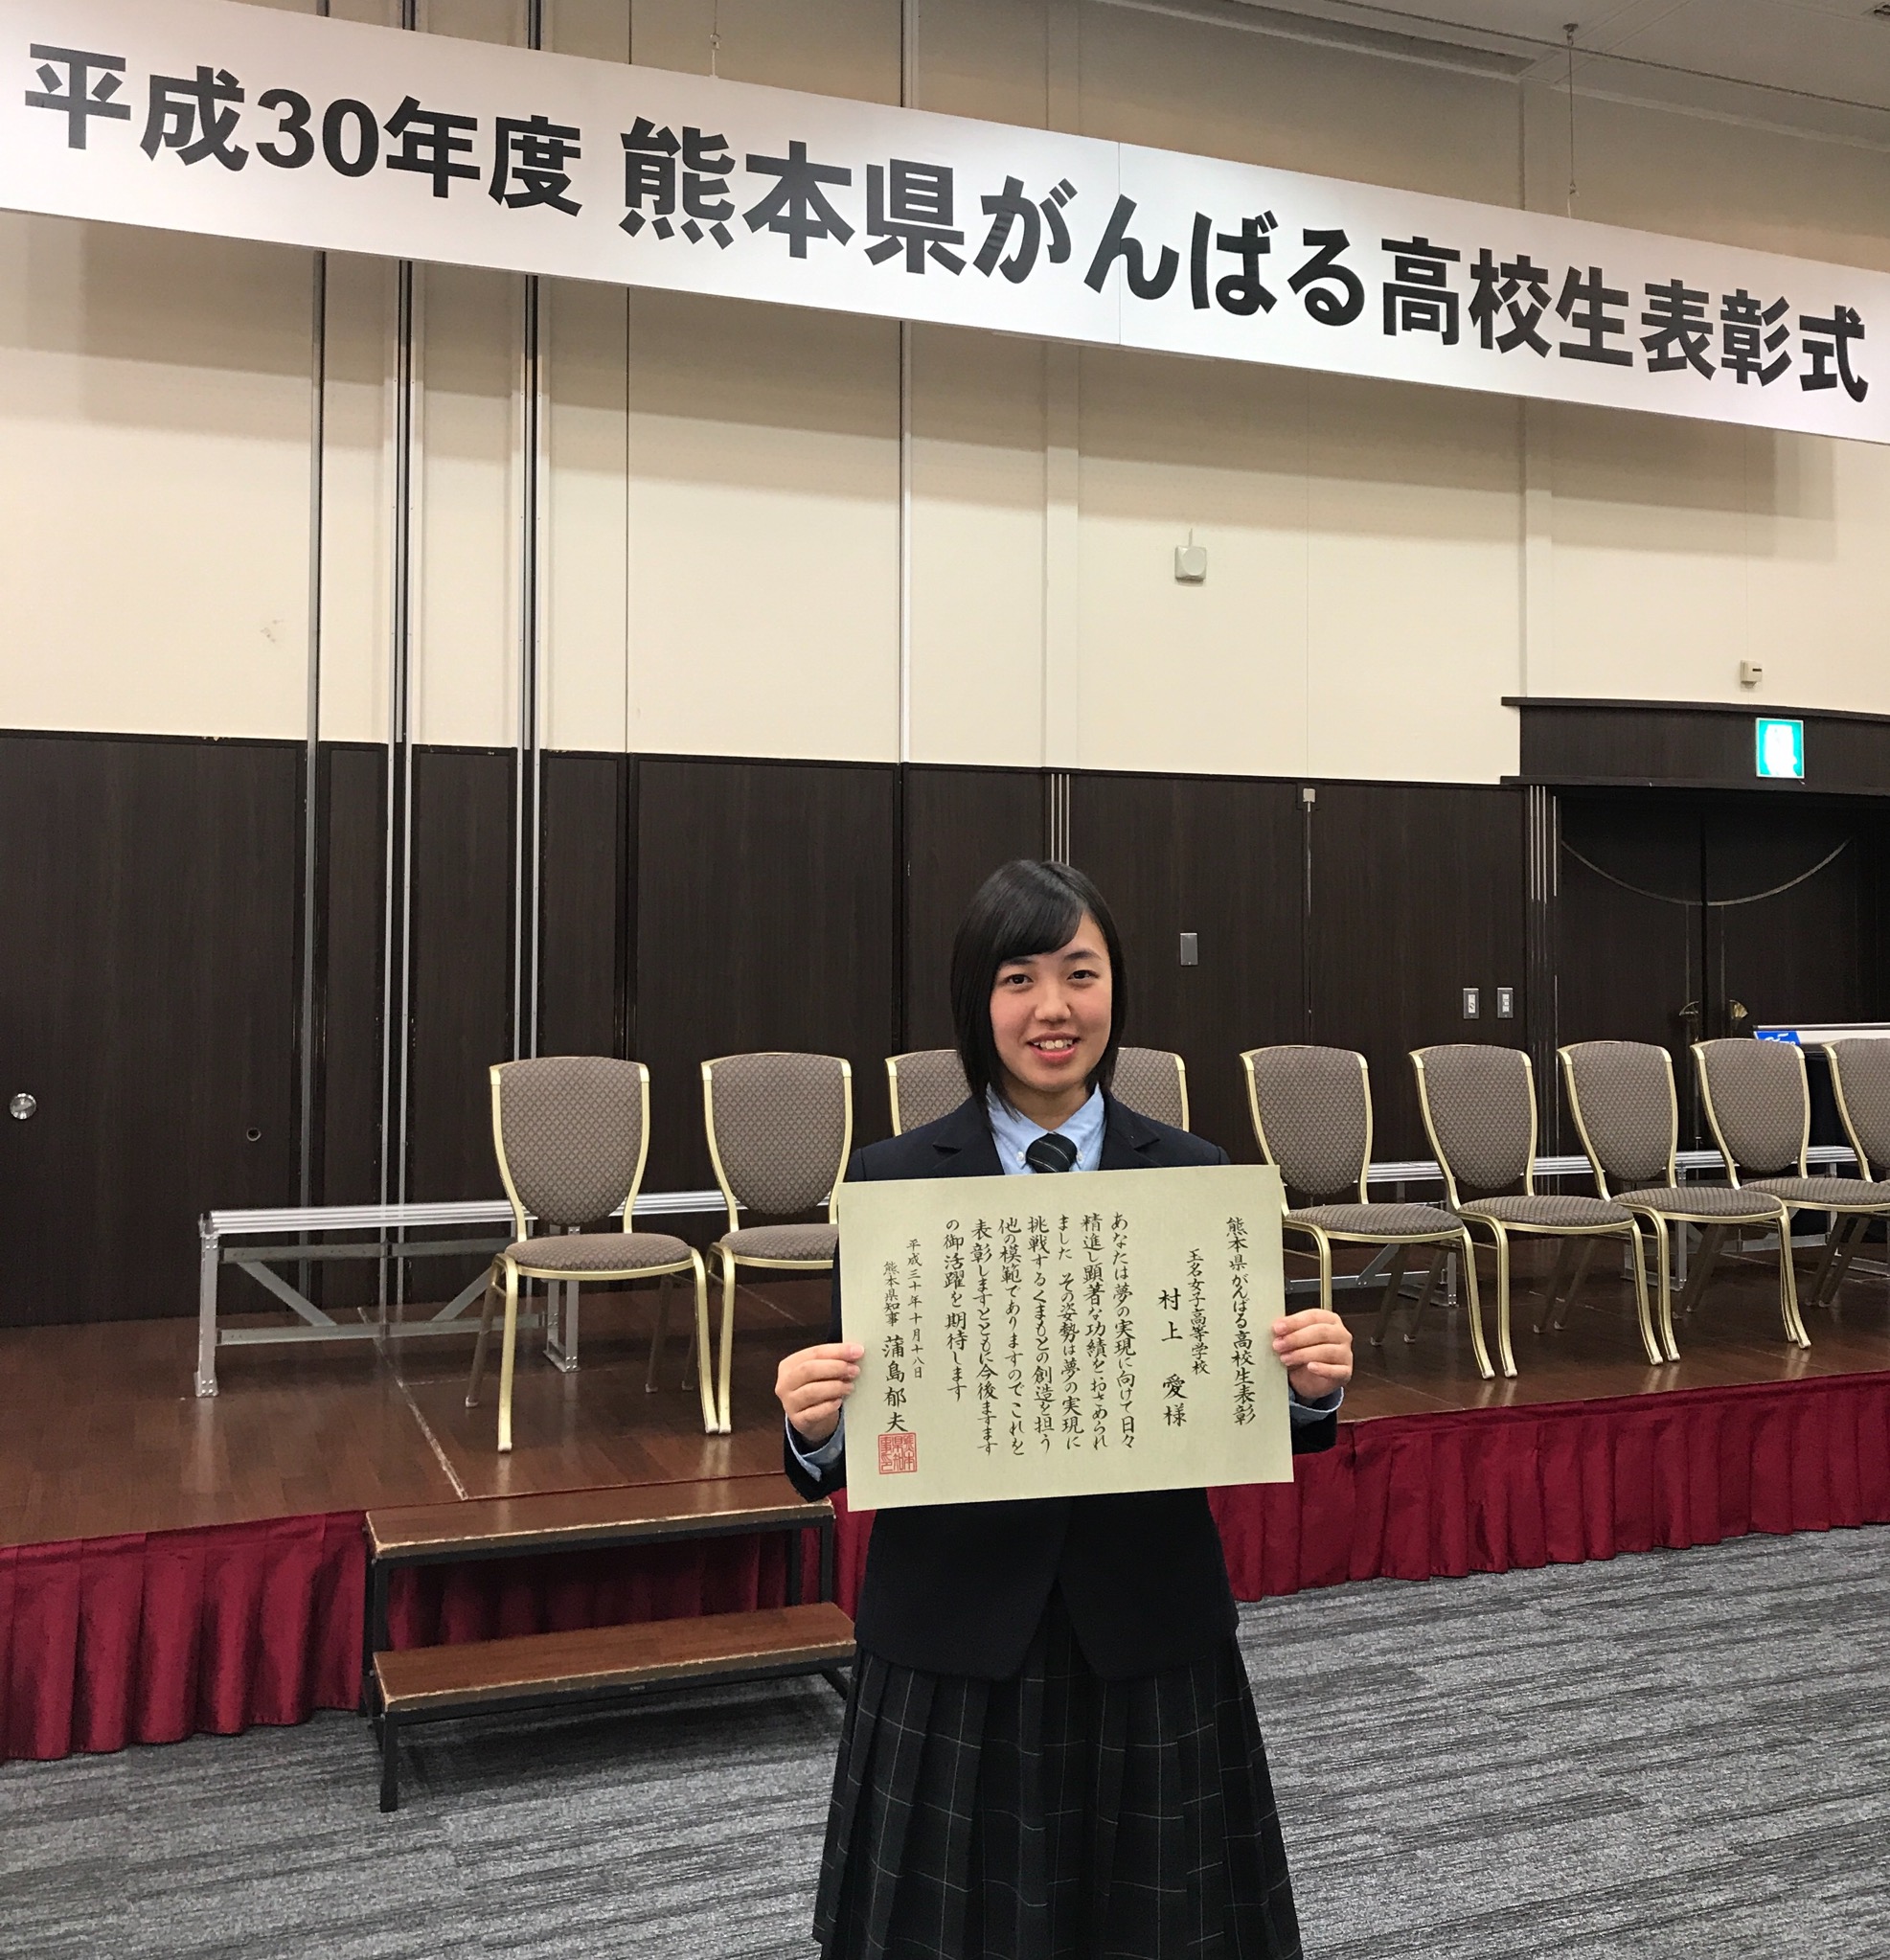 平成30年度 熊本県がんばる高校生表彰式
熊本県がんばる高校生表彰
玉名女子高等学校
村上 愛 様
あなたは夢の実現に向けて日々
精進し顕著な功績をおさめられ
ました その姿勢は夢の実現に
挑戦するくまもとの創造を担う
他の模範でありますのでこれを
表彰しますとともに今後ますます
の御活躍を期待します
平成三十年十月十八日
熊本県知事 蒲島郁夫